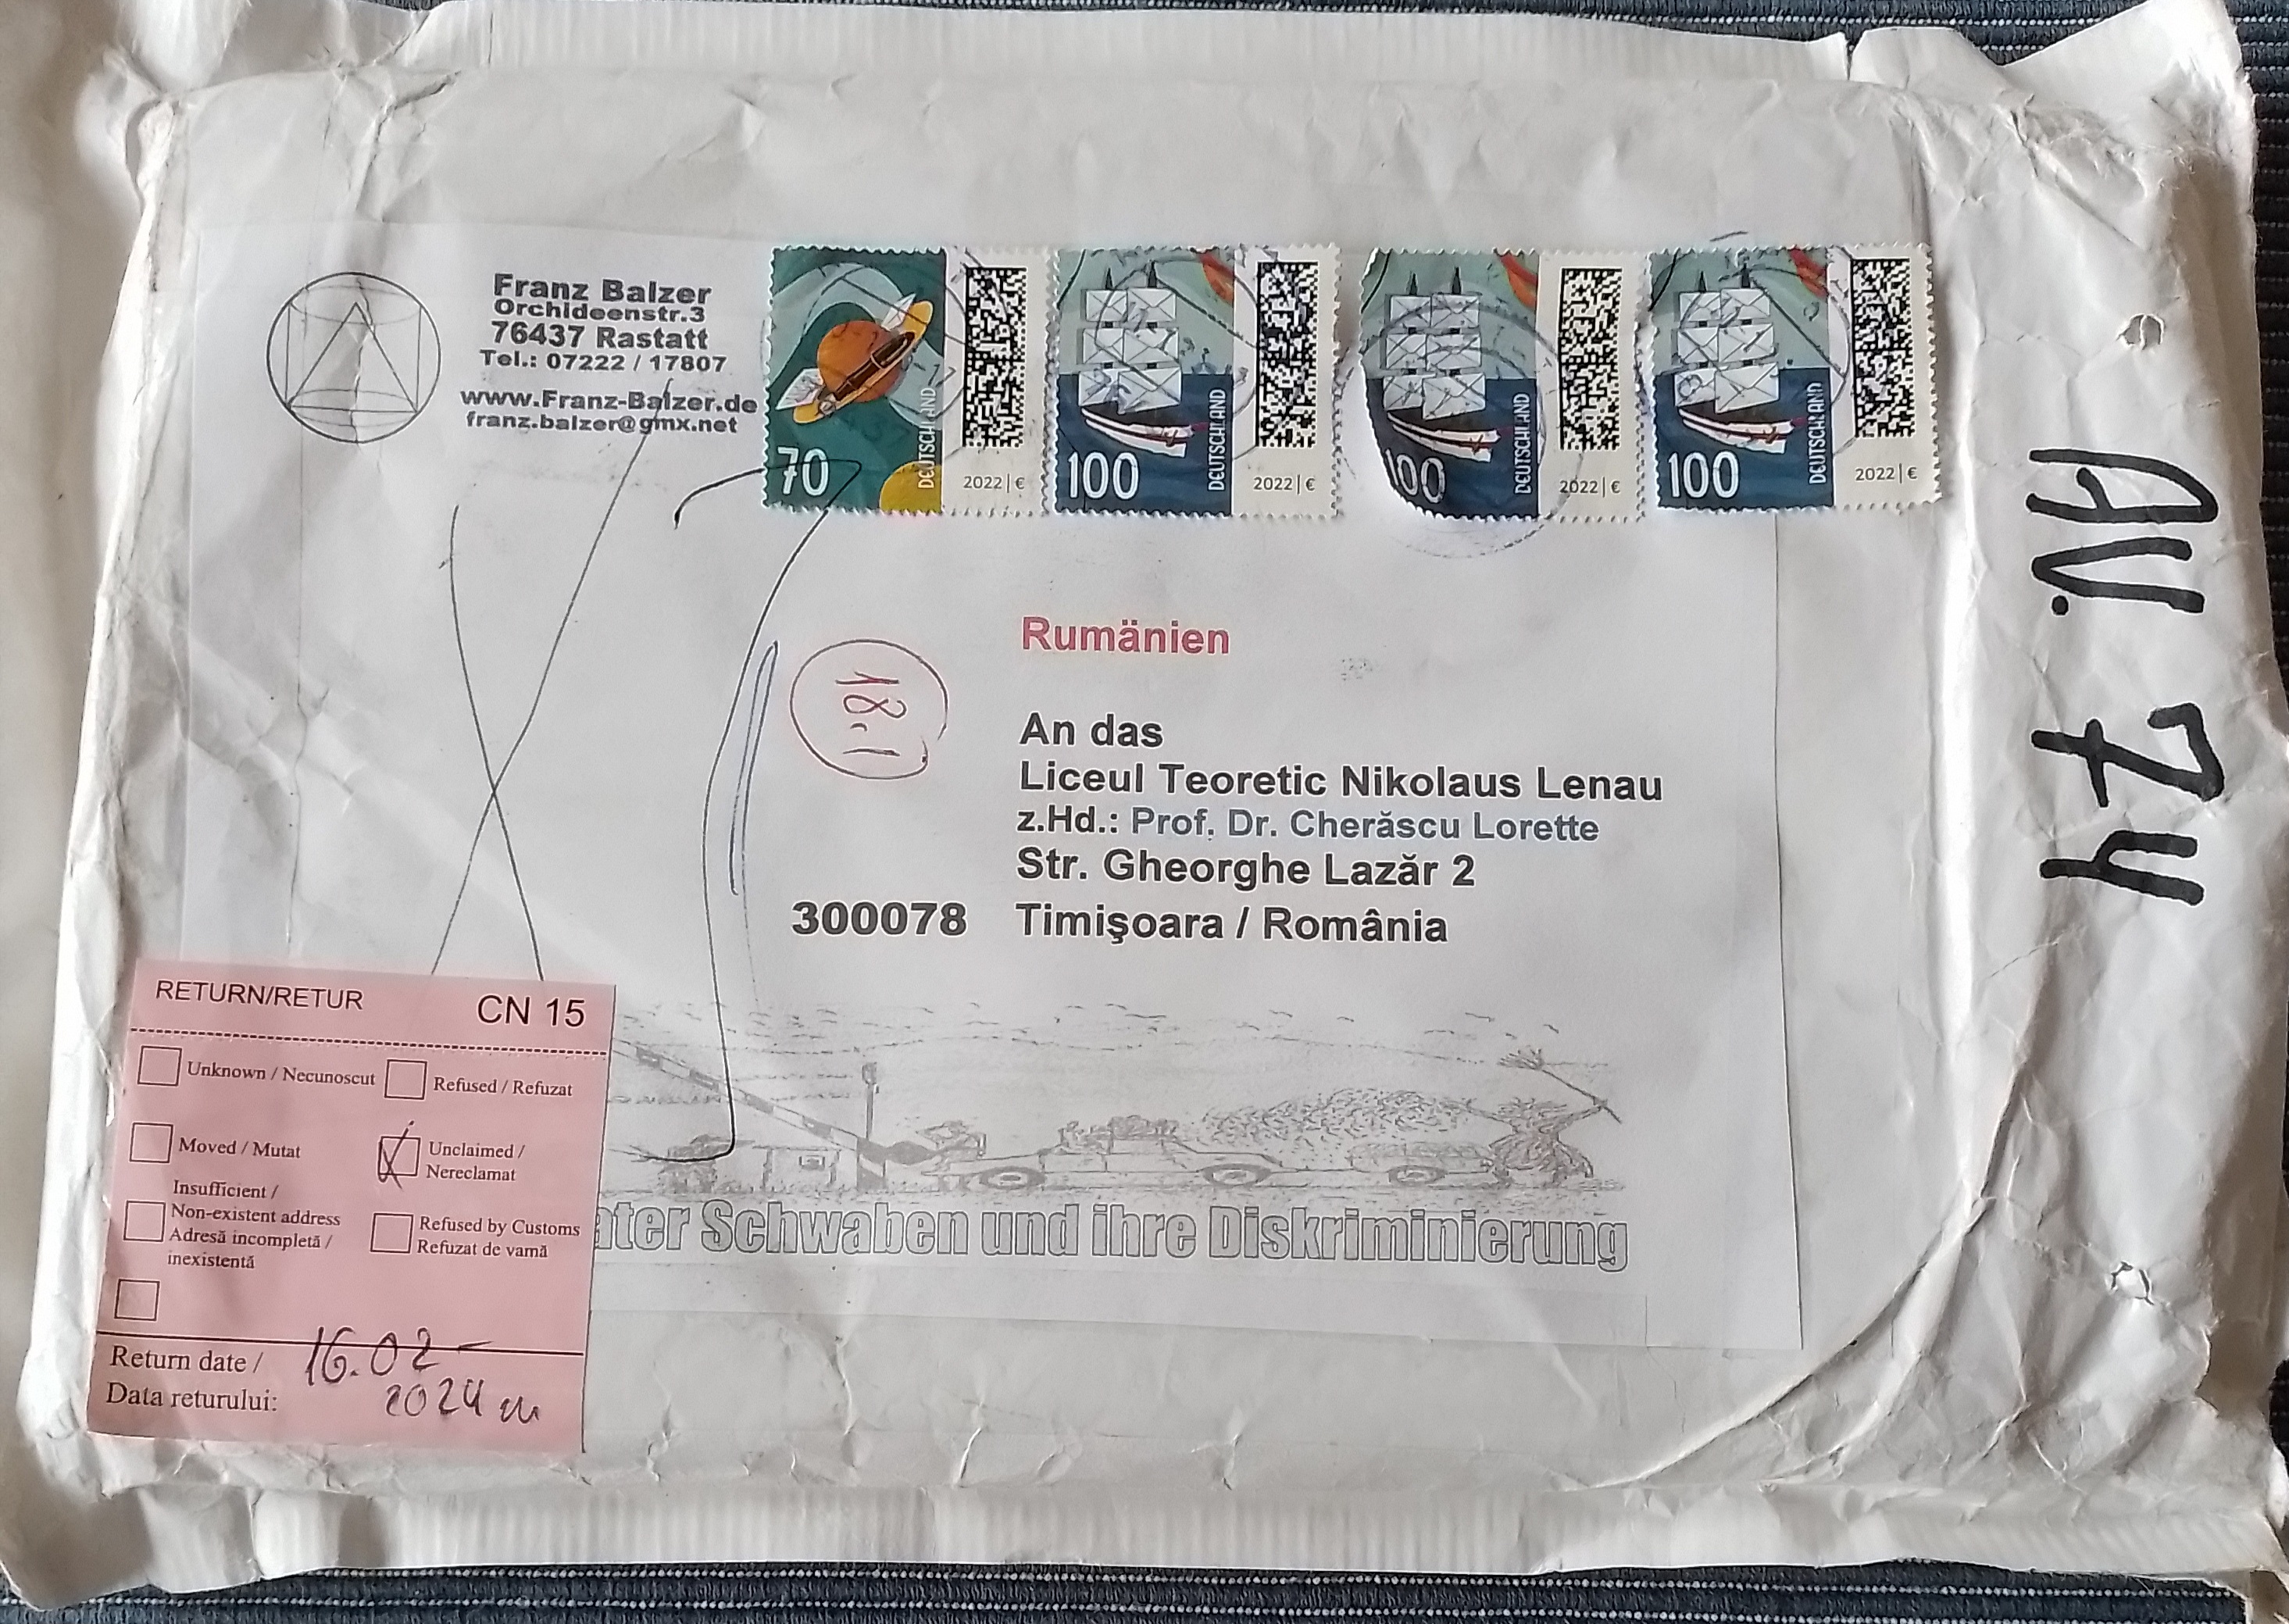 Franz Balzer
Orchideenstr.3
76437 Rastatt
Tel.: 07222 / 17807
www.Franz-Balzer.de
franz.balzer@gmx.net
70
DEUTSCHLAND
2022 | €
100
DEUTSCHLAND
2022 | €
100
DEUTSCHLAND
2022 | €
100
DEUTSCHLAND
2022 | €
AV. 74
Rumänien
18.1
An das
Liceul Teoretic Nikolaus Lenau
z.Hd.: Prof. Dr. Cherăscu Lorette
Str. Gheorghe Lazăr 2
300078 Timişoara / România
ater Schwaben und ihre Diskriminierung
RETURN/RETUR CN 15
Unknown / Necunoscut
Refused / Refuzat
Moved / Mutat
Unclaimed /
Nereclamat
Insufficient /
Non-existent address
Adresă incompletă /
inexistentă
Refused by Customs
Refuzat de vamă
Return date / 16.02
Data returului: 2024